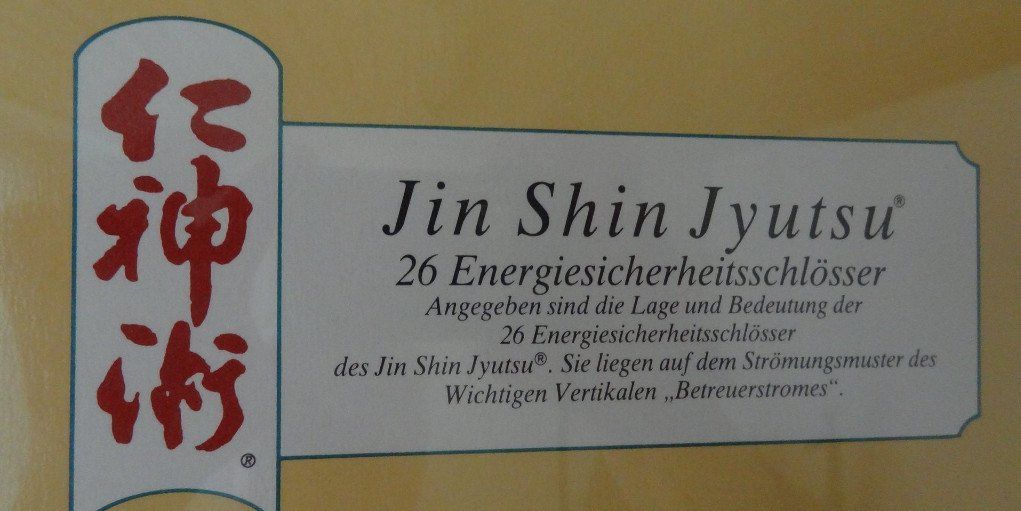 仁神術®
Jin Shin Jyutsu®
26 Energiesicherheitsschlösser
Angegeben sind die Lage und Bedeutung der
26 Energiesicherheitsschlösser
des Jin Shin Jyutsu®. Sie liegen auf dem Strömungsmuster des
Wichtigen Vertikalen „Betreuerstromes“.